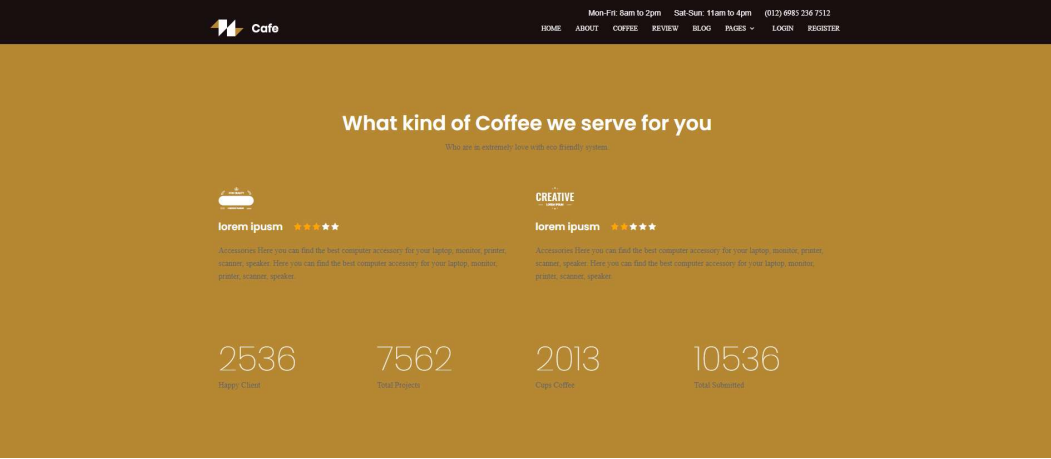 Mon-Fri: 8am to 2pm Sat-Sun: 11am to 4pm (012) 6985 236 7512
Cafe
HOME ABOUT COFFEE REVIEW BLOG PAGES LOGIN REGISTER
What kind of Coffee we serve for you
Who are in extremely love with eco friendly system.
CREATIVE
lorem ipusm
lorem ipusm
Accessories Here you can find the best computer accessory for your laptop, monitor, printer,
scanner, speaker. Here you can find the best computer accessory for your laptop, monitor,
printer, scanner, speaker.
Accessories Here you can find the best computer accessory for your laptop, monitor, printer,
scanner, speaker. Here you can find the best computer accessory for your laptop, monitor,
printer, scanner, speaker.
2536
Happy Client
7562
Total Projects
2013
Cups Coffee
10536
Total Submitted